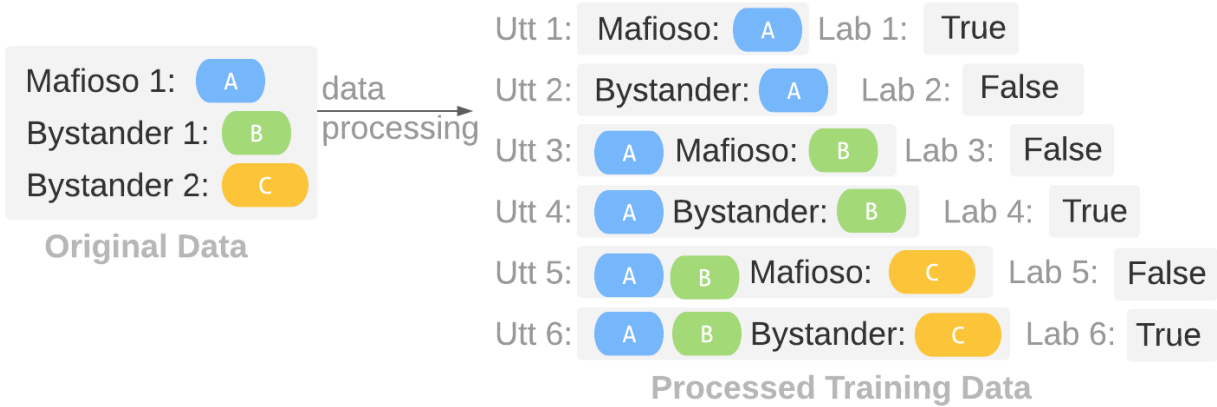 Mafioso 1: A
Bystander 1: B
Bystander 2: C
Original Data
data
processing
Utt 1: Mafioso: A Lab 1: True
Utt 2: Bystander: A Lab 2: False
Utt 3: A Mafioso: B Lab 3: False
Utt 4: A Bystander: B Lab 4: True
Utt 5: A B Mafioso: C Lab 5: False
Utt 6: A B Bystander: C Lab 6: True
Processed Training Data